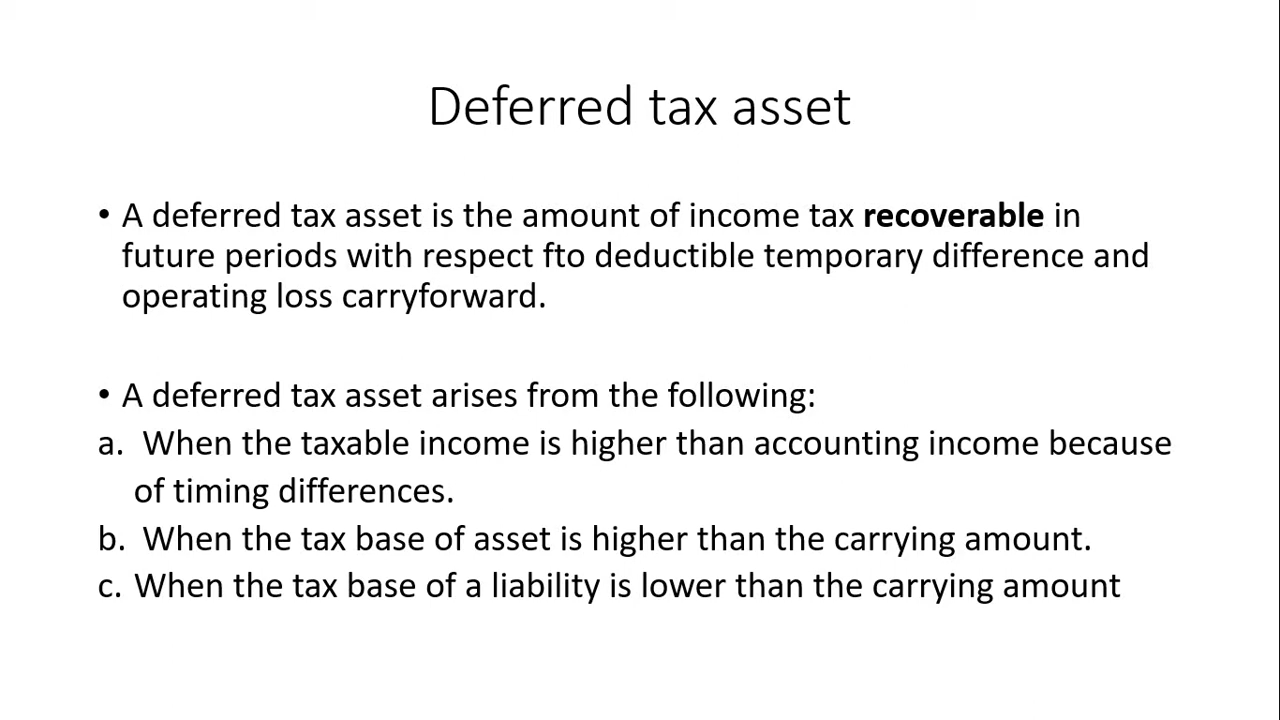 Deferred tax asset
• A deferred tax asset is the amount of income tax recoverable in
future periods with respect fto deductible temporary difference and
operating loss carryforward.
• A deferred tax asset arises from the following:
a. When the taxable income is higher than accounting income because
of timing differences.
b. When the tax base of asset is higher than the carrying amount.
c. When the tax base of a liability is lower than the carrying amount